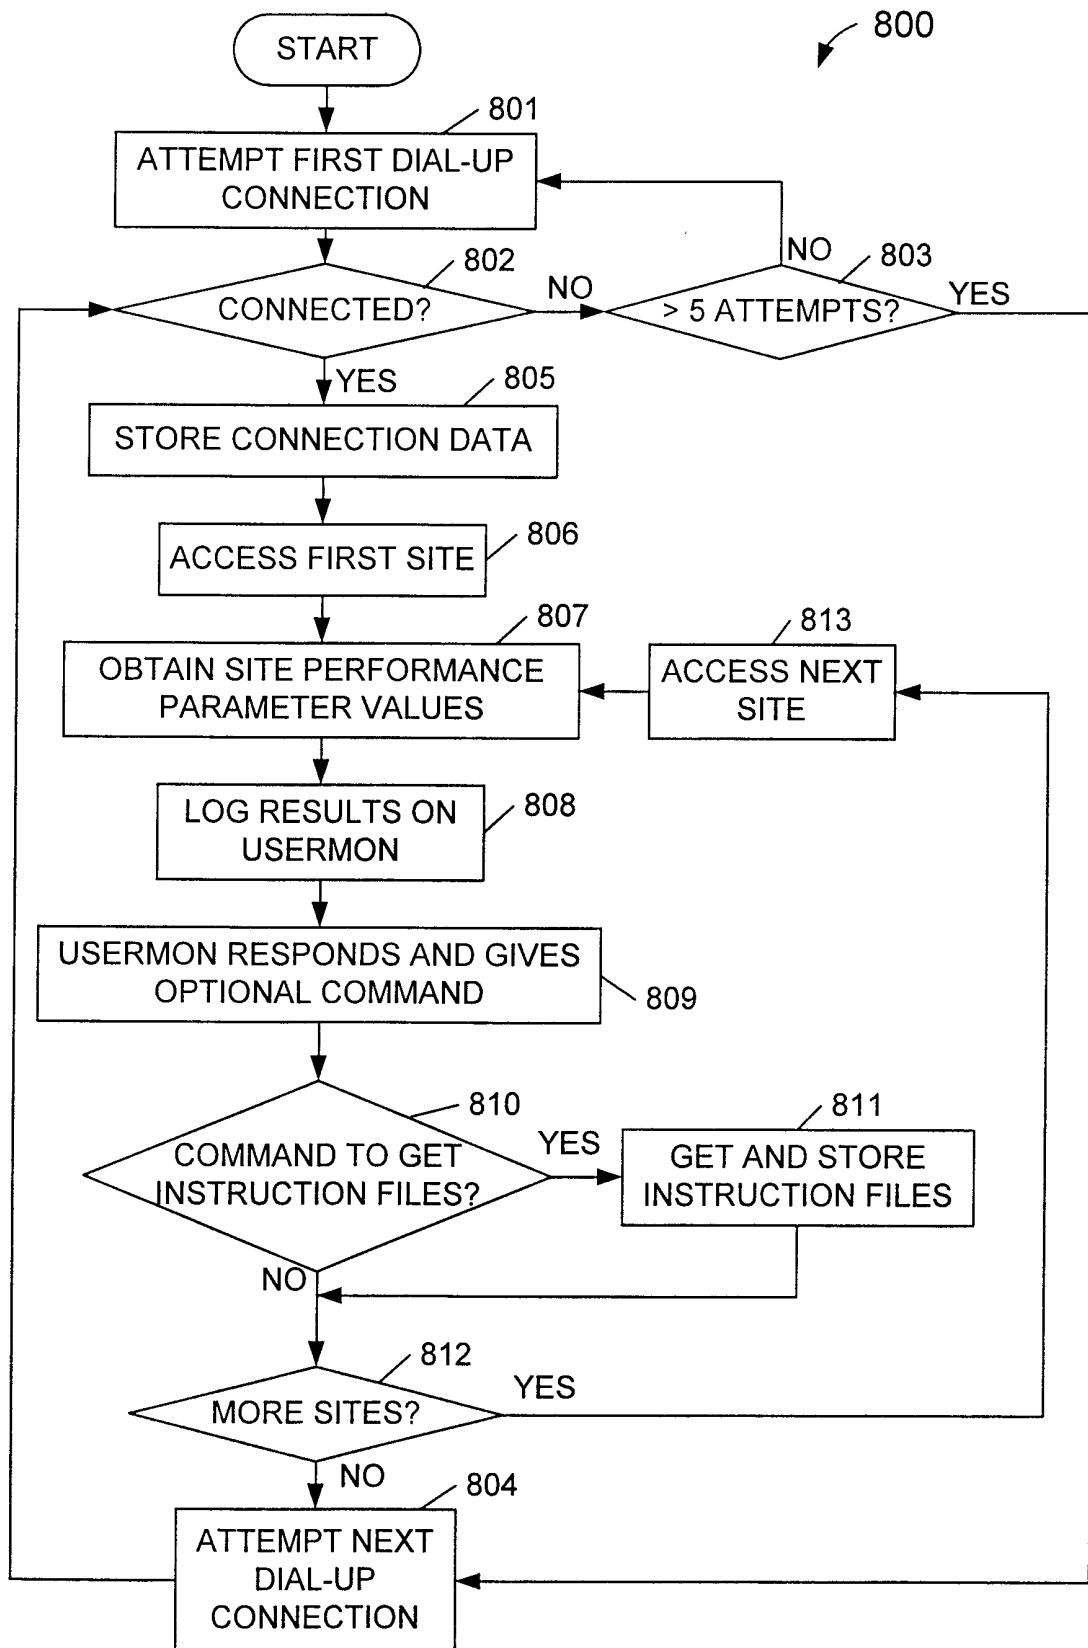 800
START
801
ATTEMPT FIRST DIAL-UP
CONNECTION
802
CONNECTED?
NO
803
NO
> 5 ATTEMPTS?
YES
YES
805
STORE CONNECTION DATA
806
ACCESS FIRST SITE
807
OBTAIN SITE PERFORMANCE
PARAMETER VALUES
813
ACCESS NEXT
SITE
808
LOG RESULTS ON
USERMON
USERMON RESPONDS AND GIVES
OPTIONAL COMMAND
809
810
COMMAND TO GET
INSTRUCTION FILES?
YES
811
GET AND STORE
INSTRUCTION FILES
NO
812
MORE SITES?
YES
NO
804
ATTEMPT NEXT
DIAL-UP
CONNECTION